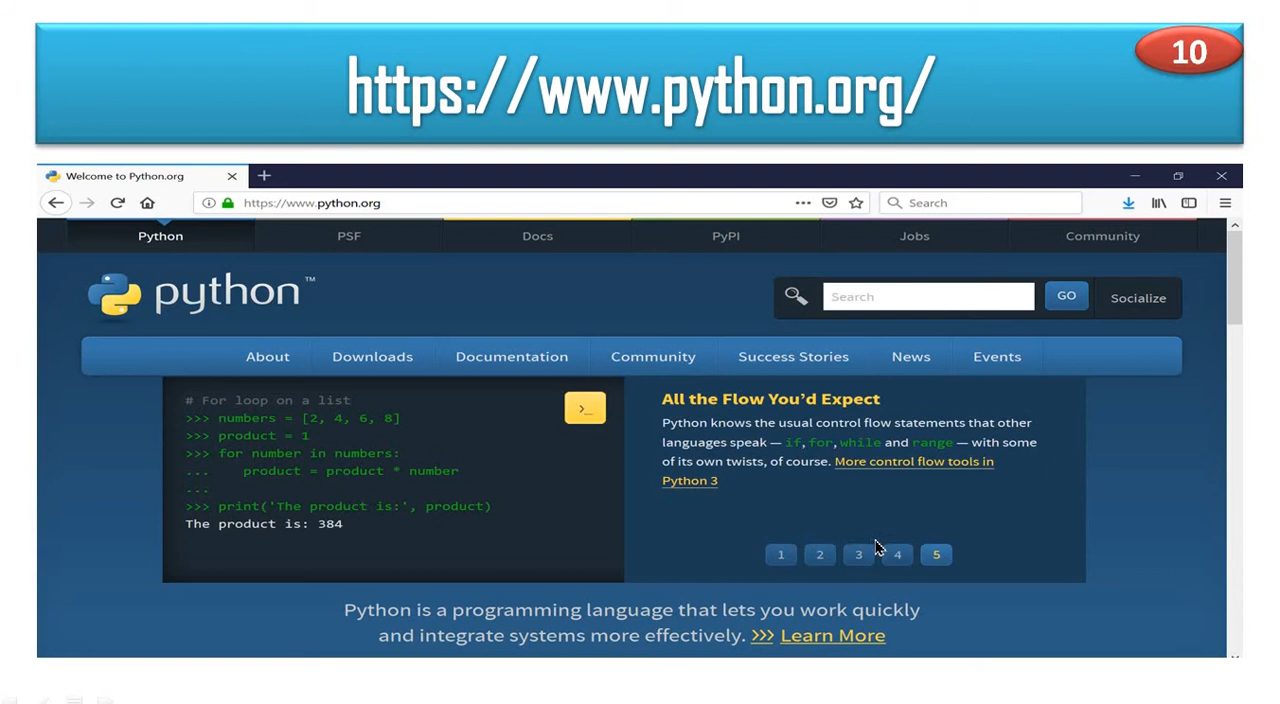 https://www.python.org/
10
Welcome to Python.org
https://www.python.org
Search
Python PSF Docs PyPI Jobs Community
python™
Search
GO
Socialize
About Downloads Documentation Community Success Stories News Events
# For loop on a list
>>> numbers = [2, 4, 6, 8]
>>> product = 1
>>> for number in numbers:
...     product = product * number
...
>>> print('The product is:', product)
The product is: 384
>_
All the Flow You’d Expect
Python knows the usual control flow statements that other
languages speak — if, for, while and range — with some
of its own twists, of course. More control flow tools in
Python 3
1 2 3 4 5
Python is a programming language that lets you work quickly
and integrate systems more effectively. >>> Learn More